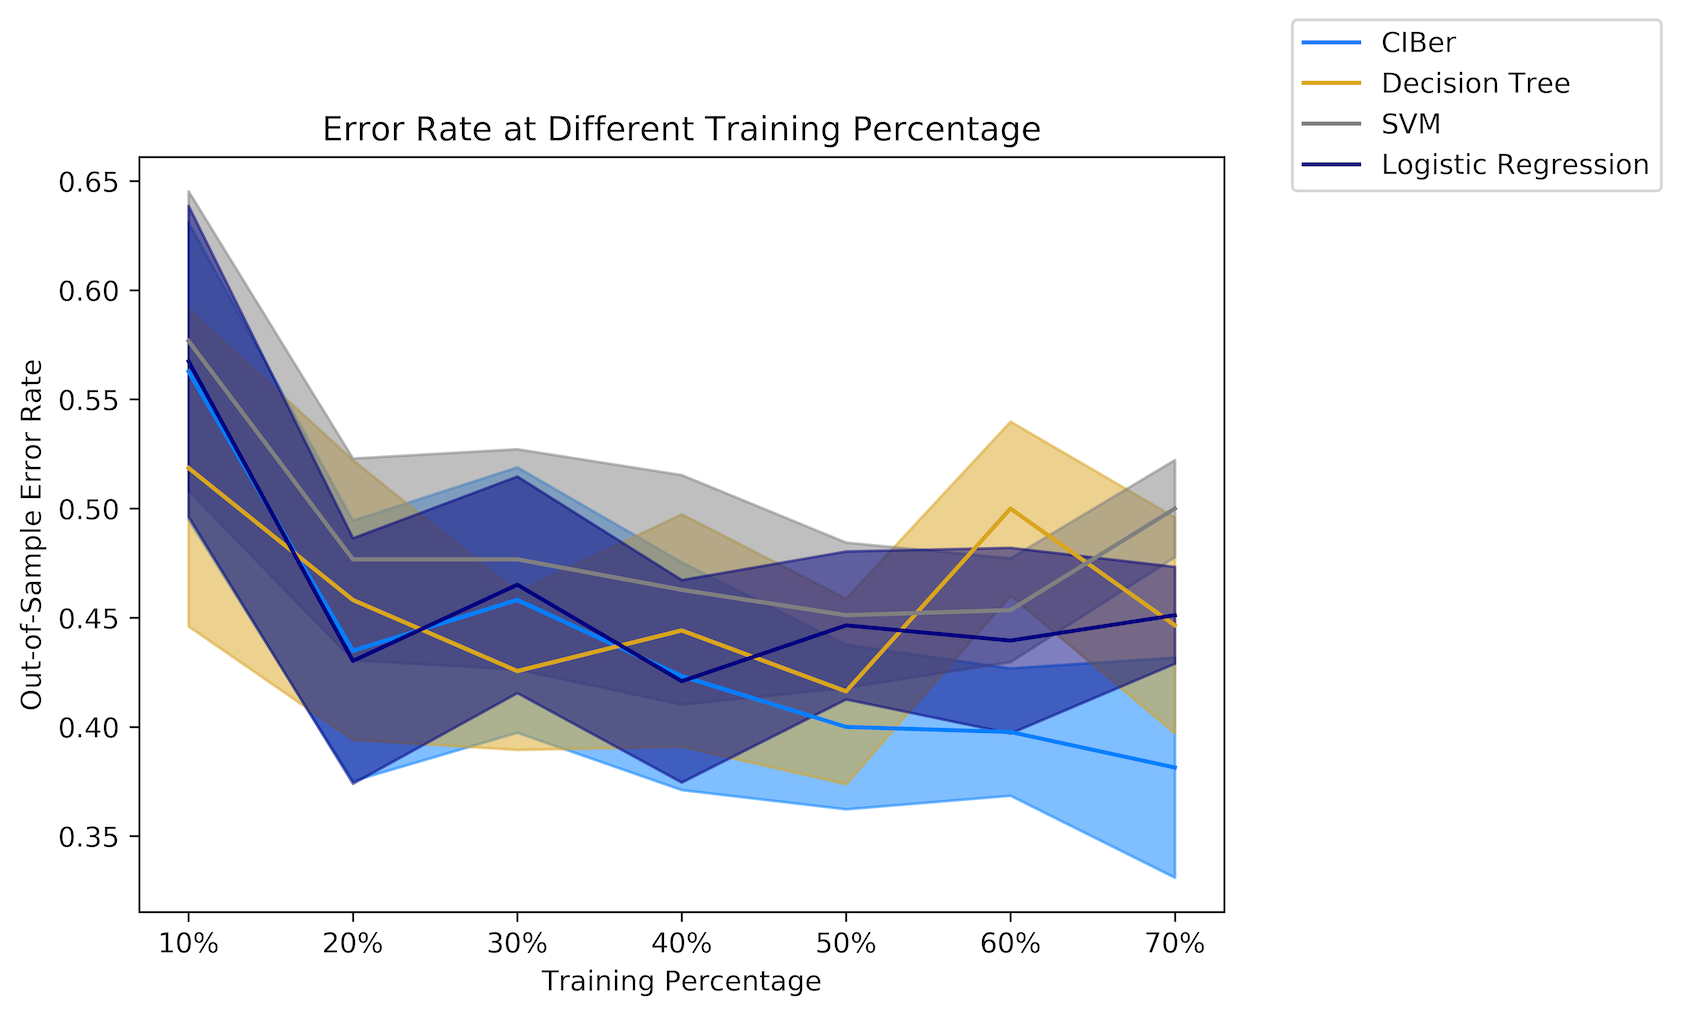 CIBer
Decision Tree
SVM
Logistic Regression
Error Rate at Different Training Percentage
0.65
0.60
0.55
0.50
0.45
0.40
0.35
Out-of-Sample Error Rate
10% 20% 30% 40% 50% 60% 70%
Training Percentage